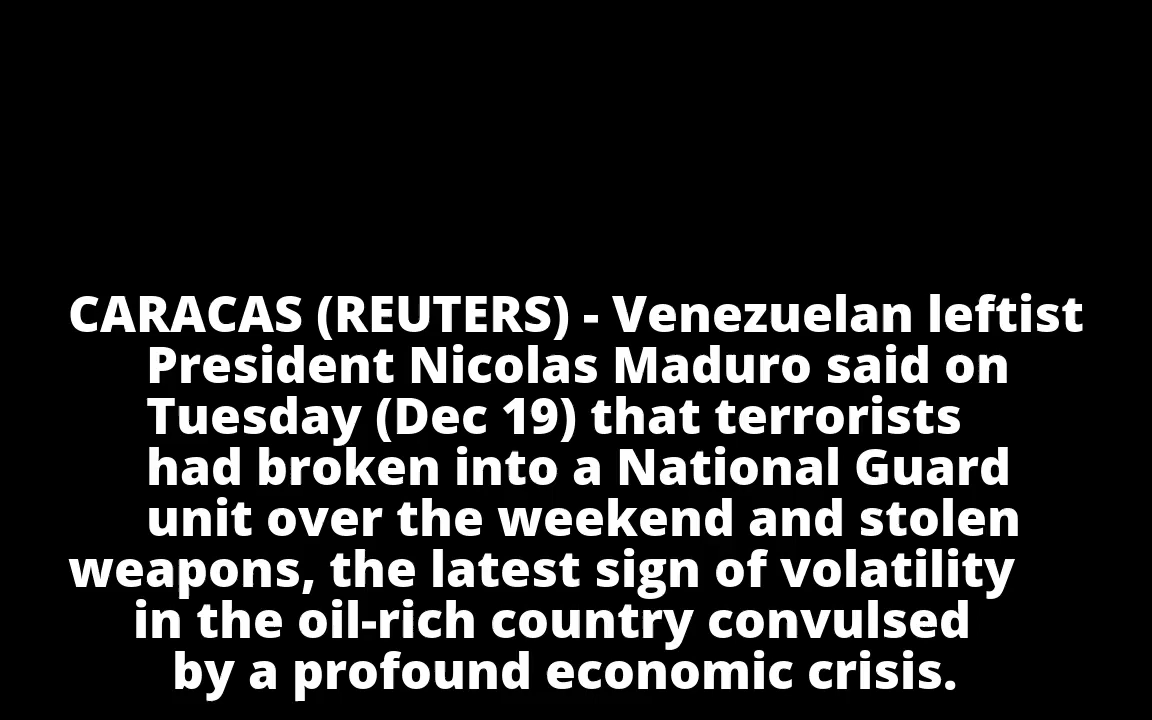 CARACAS (REUTERS) - Venezuelan leftist
President Nicolas Maduro said on
Tuesday (Dec 19) that terrorists
had broken into a National Guard
unit over the weekend and stolen
weapons, the latest sign of volatility
in the oil-rich country convulsed
by a profound economic crisis.